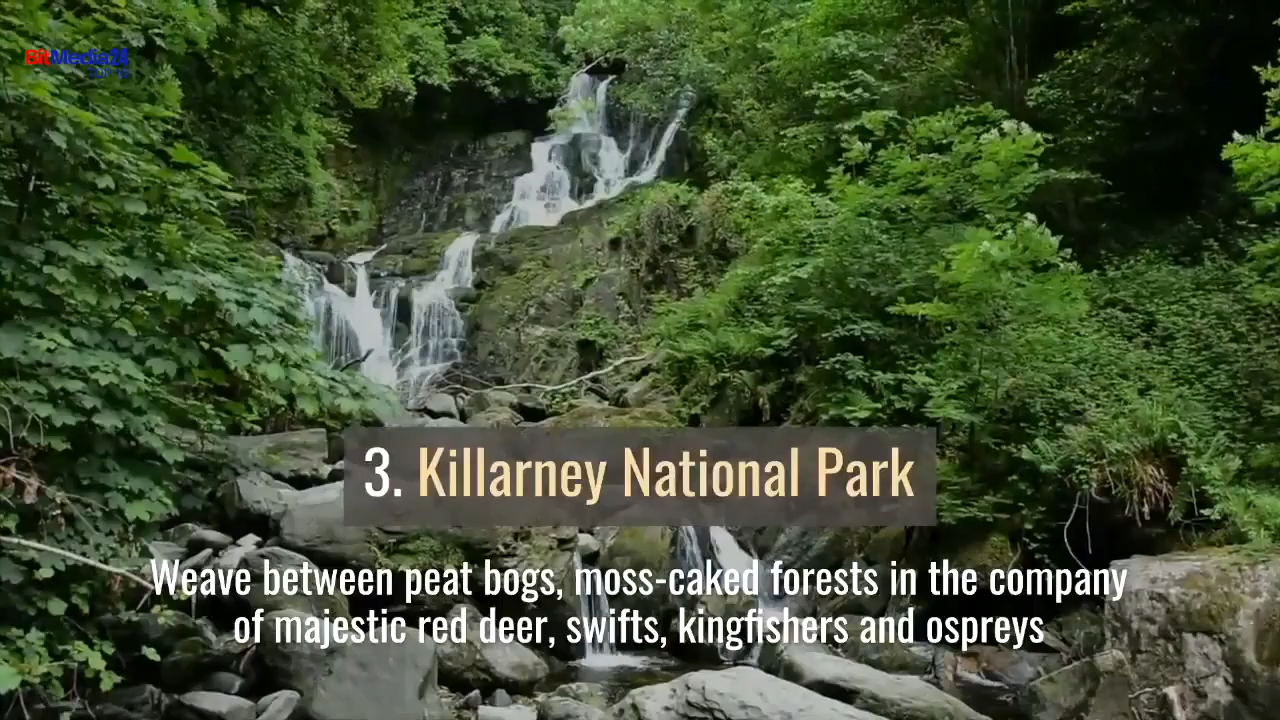 BitMedia24
3. Killarney National Park
Weave between peat bogs, moss-caked forests in the company
of majestic red deer, swifts, kingfishers and ospreys